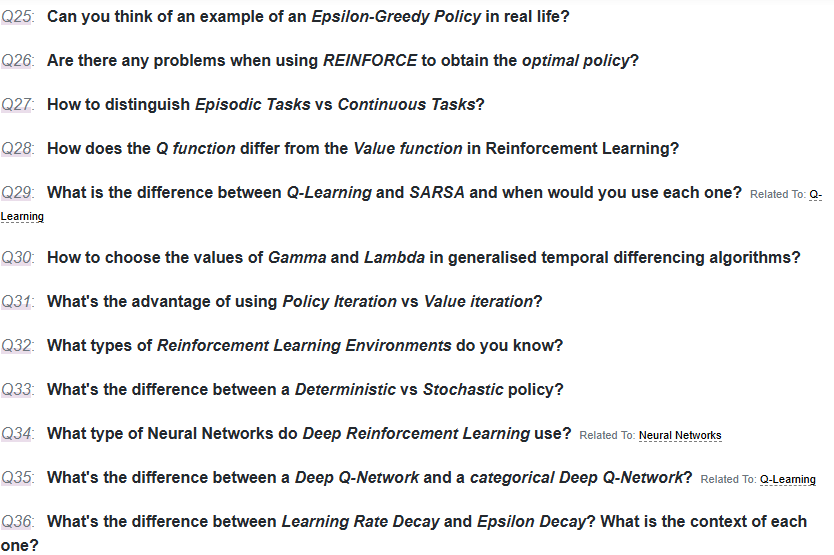 Q25: Can you think of an example of an Epsilon-Greedy Policy in real life?
Q26: Are there any problems when using REINFORCE to obtain the optimal policy?
Q27: How to distinguish Episodic Tasks vs Continuous Tasks?
Q28: How does the Q function differ from the Value function in Reinforcement Learning?
Q29: What is the difference between Q-Learning and SARSA and when would you use each one? Related To: Q-
Learning
Q30: How to choose the values of Gamma and Lambda in generalised temporal differencing algorithms?
Q31: What's the advantage of using Policy Iteration vs Value iteration?
Q32: What types of Reinforcement Learning Environments do you know?
Q33: What's the difference between a Deterministic vs Stochastic policy?
Q34: What type of Neural Networks do Deep Reinforcement Learning use? Related To: Neural Networks
Q35: What's the difference between a Deep Q-Network and a categorical Deep Q-Network? Related To: Q-Learning
Q36: What's the difference between Learning Rate Decay and Epsilon Decay? What is the context of each
one?